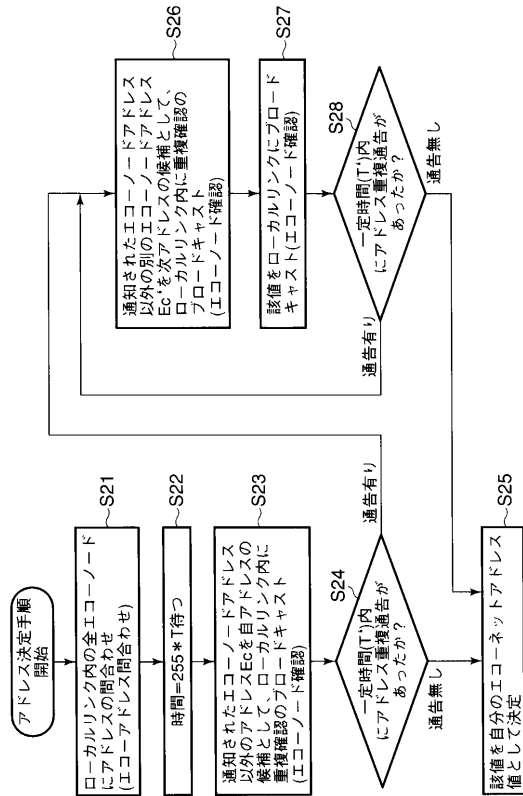 アドレス決定手順
開始
S21
ローカルリンク内の全エコーノード
にアドレスの問合わせ
(エコーアドレス問合わせ)
S22
時間=255*T待つ
S23
通知されたエコーノードアドレス
以外のアドレスEcを自アドレスの
候補として、ローカルリンク内に
重複確認のブロードキャスト
(エコーノード確認)
S24
一定時間(T')内
にアドレス重複通告が
あったか?
通告有り
通告無し
S25
該値を自分のエコーネットアドレス
値として決定
S26
通知されたエコーノードアドレス
以外の別のエコーノードアドレス
Ec'を次アドレスの候補として、
ローカルリンク内に重複確認の
ブロードキャスト
(エコーノード確認)
S27
該値をローカルリンクにブロード
キャスト(エコーノード確認)
S28
一定時間(T')内
にアドレス重複通告が
あったか?
通告有り
通告無し